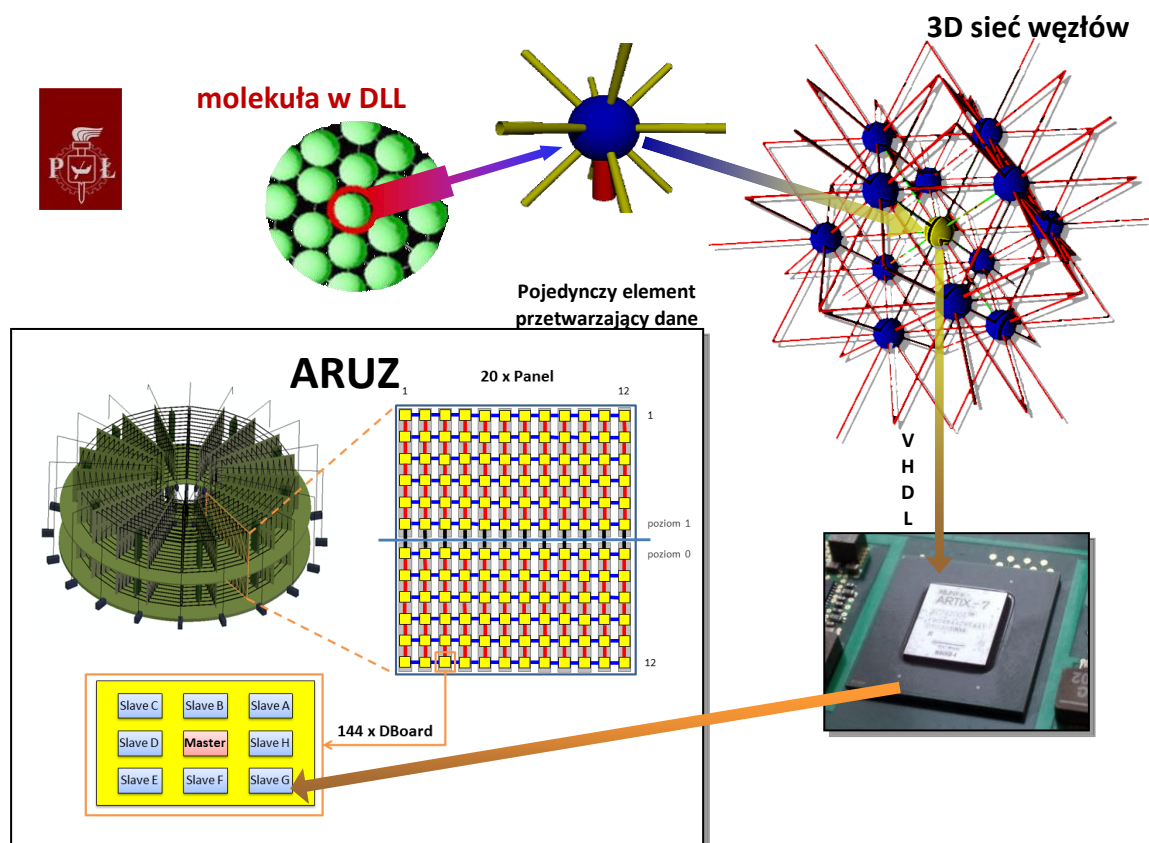 3D sieć węzłów
molekuła w DLL
P Ł
Pojedynczy element
przetwarzający dane
ARUZ
20 x Panel
1
12
1
poziom 1
poziom 0
12
V
H
D
L
ARTIX-7
144 x DBoard
Slave C
Slave B
Slave A
Slave D
Master
Slave H
Slave E
Slave F
Slave G